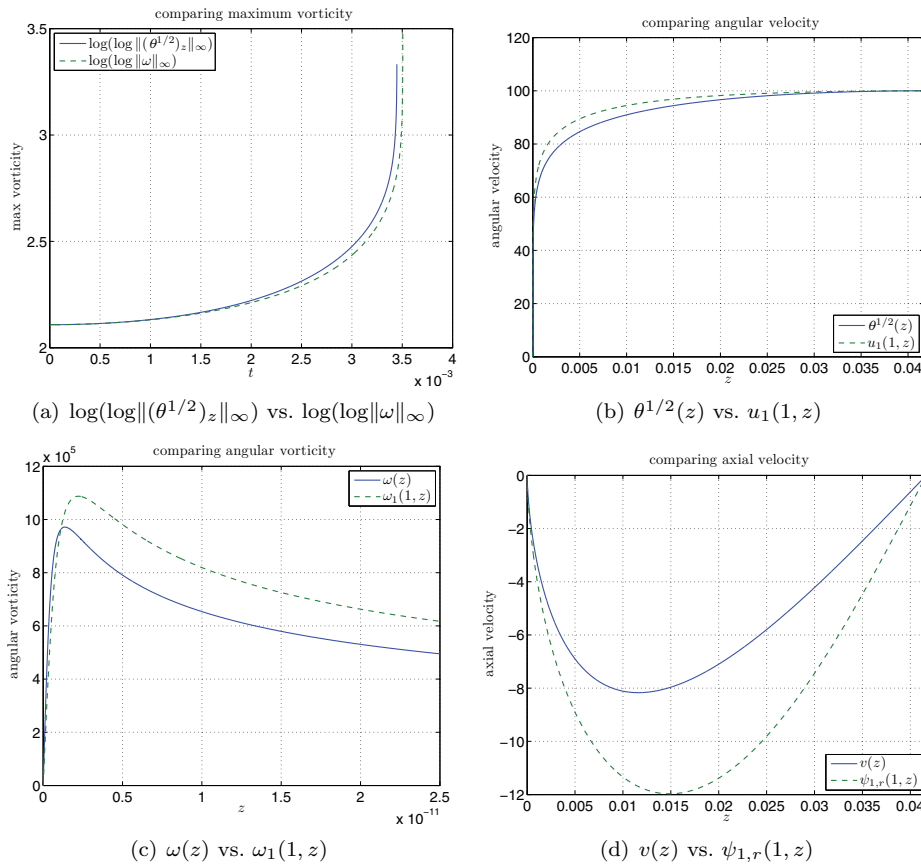 comparing maximum vorticity
3.5
3
2.5
2
max vorticity
log(log ∥(θ^{1/2})_z∥_∞)
log(log ∥ω∥_∞)
0 0.5 1 1.5 2 2.5 3 3.5 4
t
x 10^{-3}
(a) log(log∥(θ^{1/2})_z∥_∞) vs. log(log∥ω∥_∞)
comparing angular velocity
120
100
80
60
40
20
0
angular velocity
θ^{1/2}(z)
u_1(1, z)
0 0.005 0.01 0.015 0.02 0.025 0.03 0.035 0.04
z
(b) θ^{1/2}(z) vs. u_1(1, z)
x 10^5
comparing angular vorticity
12
10
8
6
4
2
0
angular vorticity
ω(z)
ω_1(1, z)
0 0.5 1 1.5 2 2.5
z
x 10^{-11}
(c) ω(z) vs. ω_1(1, z)
comparing axial velocity
0
−2
−4
−6
−8
−10
−12
axial velocity
v(z)
ψ_{1,r}(1, z)
0 0.005 0.01 0.015 0.02 0.025 0.03 0.035 0.04
z
(d) v(z) vs. ψ_{1,r}(1, z)